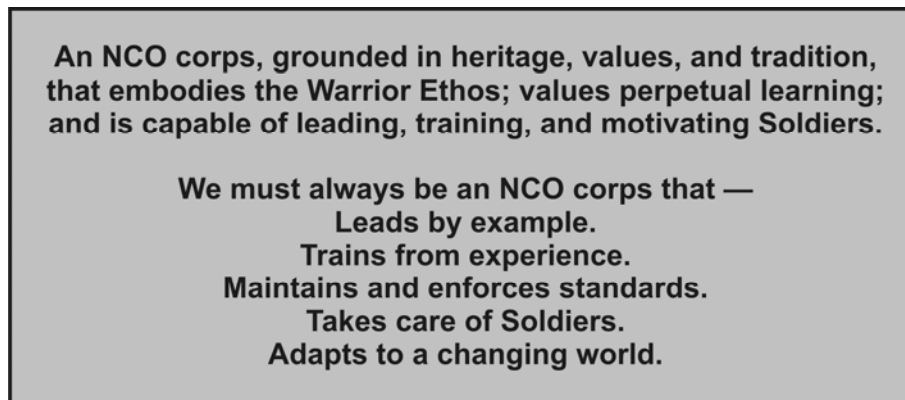 An NCO corps, grounded in heritage, values, and tradition,
that embodies the Warrior Ethos; values perpetual learning;
and is capable of leading, training, and motivating Soldiers.
We must always be an NCO corps that —
Leads by example.
Trains from experience.
Maintains and enforces standards.
Takes care of Soldiers.
Adapts to a changing world.